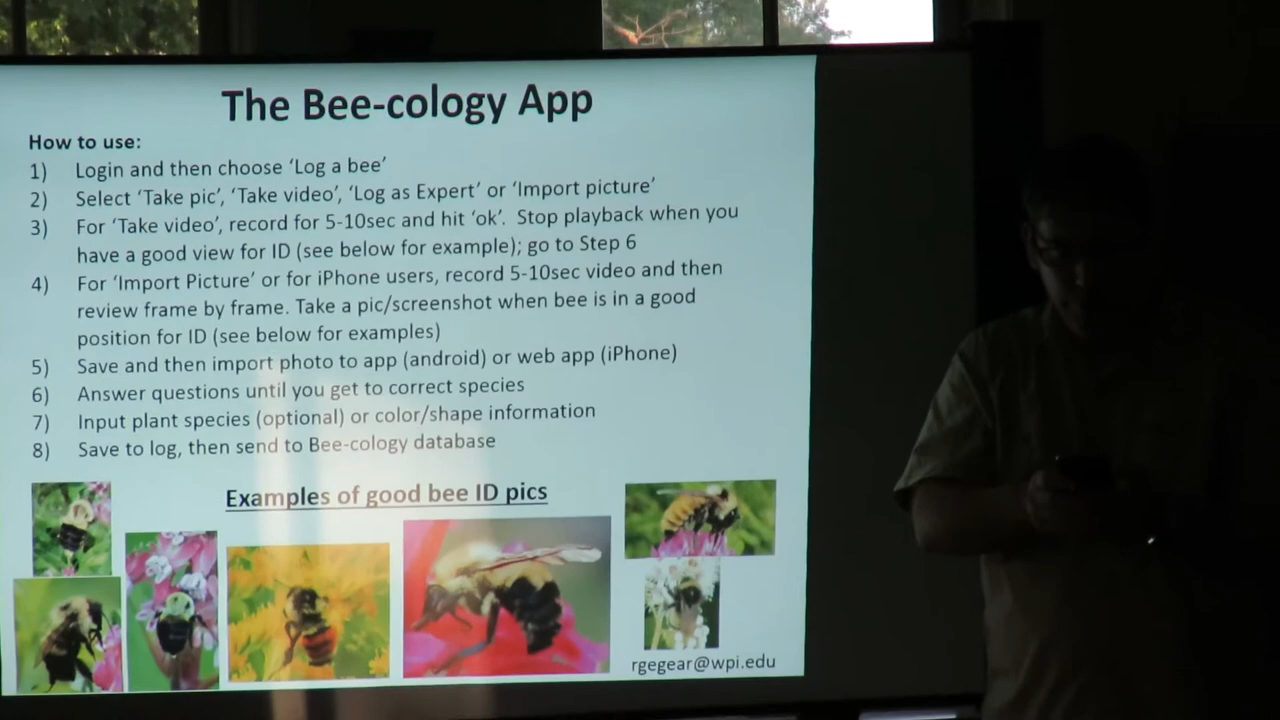 The Bee-cology App
How to use:
1) Login and then choose ‘Log a bee’
2) Select ‘Take pic’, ‘Take video’, ‘Log as Expert’ or ‘Import picture’
3) For ‘Take video’, record for 5-10sec and hit ‘ok’. Stop playback when you
have a good view for ID (see below for example); go to Step 6
4) For ‘Import Picture’ or for iPhone users, record 5-10sec video and then
review frame by frame. Take a pic/screenshot when bee is in a good
position for ID (see below for examples)
5) Save and then import photo to app (android) or web app (iPhone)
6) Answer questions until you get to correct species
7) Input plant species (optional) or color/shape information
8) Save to log, then send to Bee-cology database
Examples of good bee ID pics
rgegear@wpi.edu